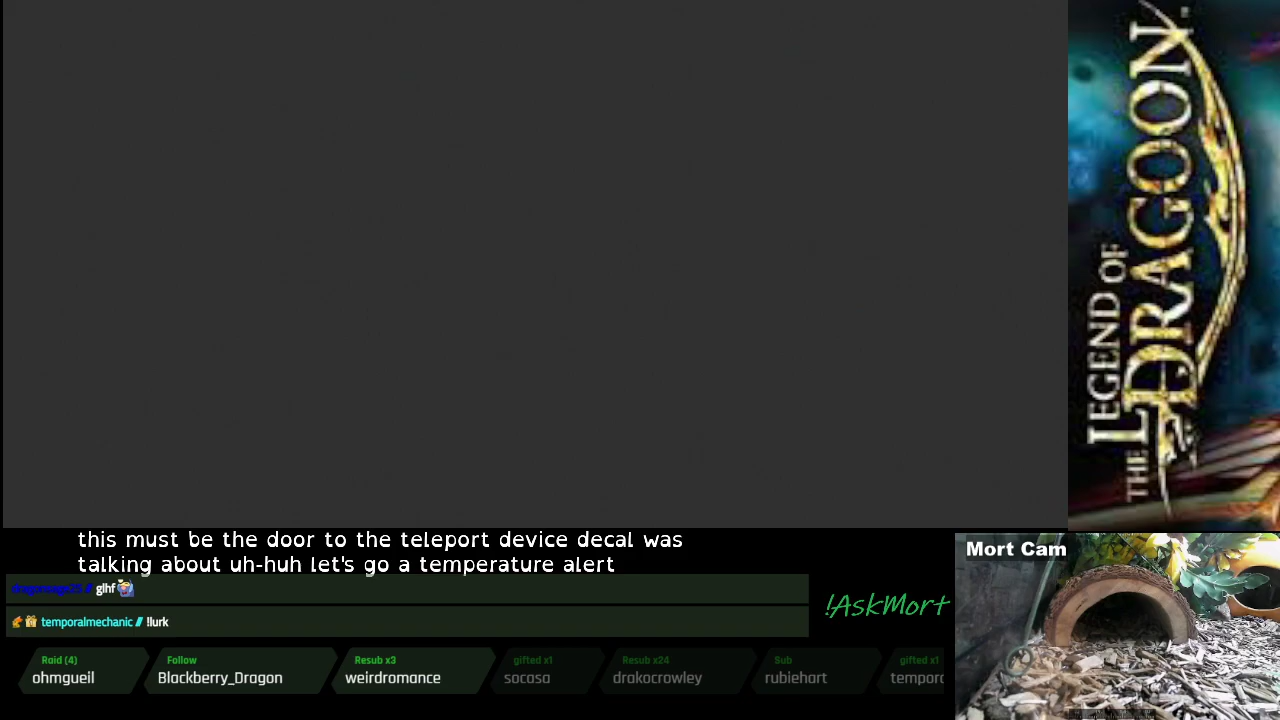 THE LEGEND OF
DRAGOON
this must be the door to the teleport device decal was
talking about uh-huh let's go a temperature alert
glhf
temporalmechanic // !lurk
!AskMort
Mort Cam
Raid (4)
ohmgueil
Follow
Blackberry_Dragon
Resub x3
weirdromance
gifted x1
socasa
Resub x24
drakocrowley
Sub
rubiehart
gifted x1
tempora